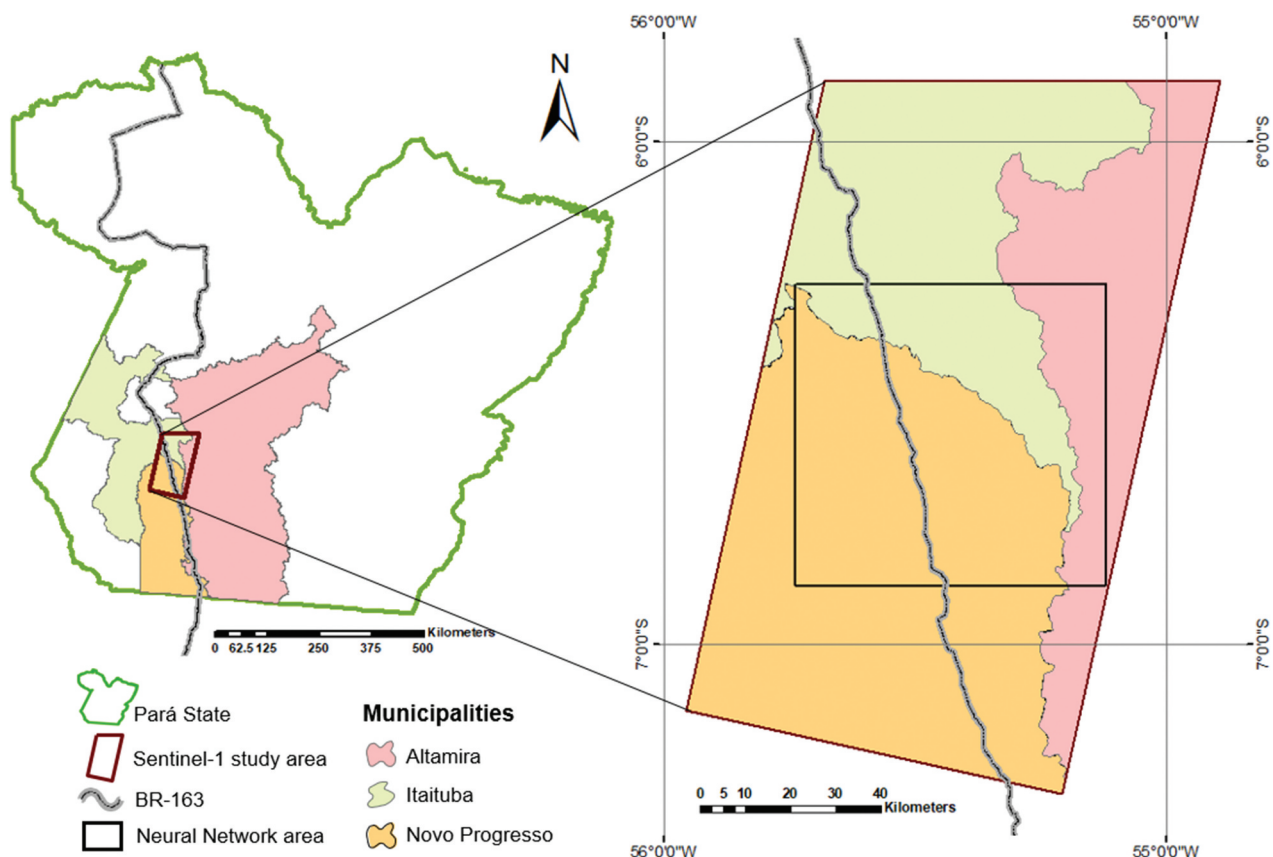 N
Kilometers
0 62.5 125 250 375 500
Pará State
Sentinel-1 study area
BR-163
Neural Network area
Municipalities
Altamira
Itaituba
Novo Progresso
56°0'0"W 55°0'0"W
6°0'0"S 6°0'0"S
7°0'0"S 7°0'0"S
0 5 10 20 30 40
Kilometers
56°0'0"W 55°0'0"W